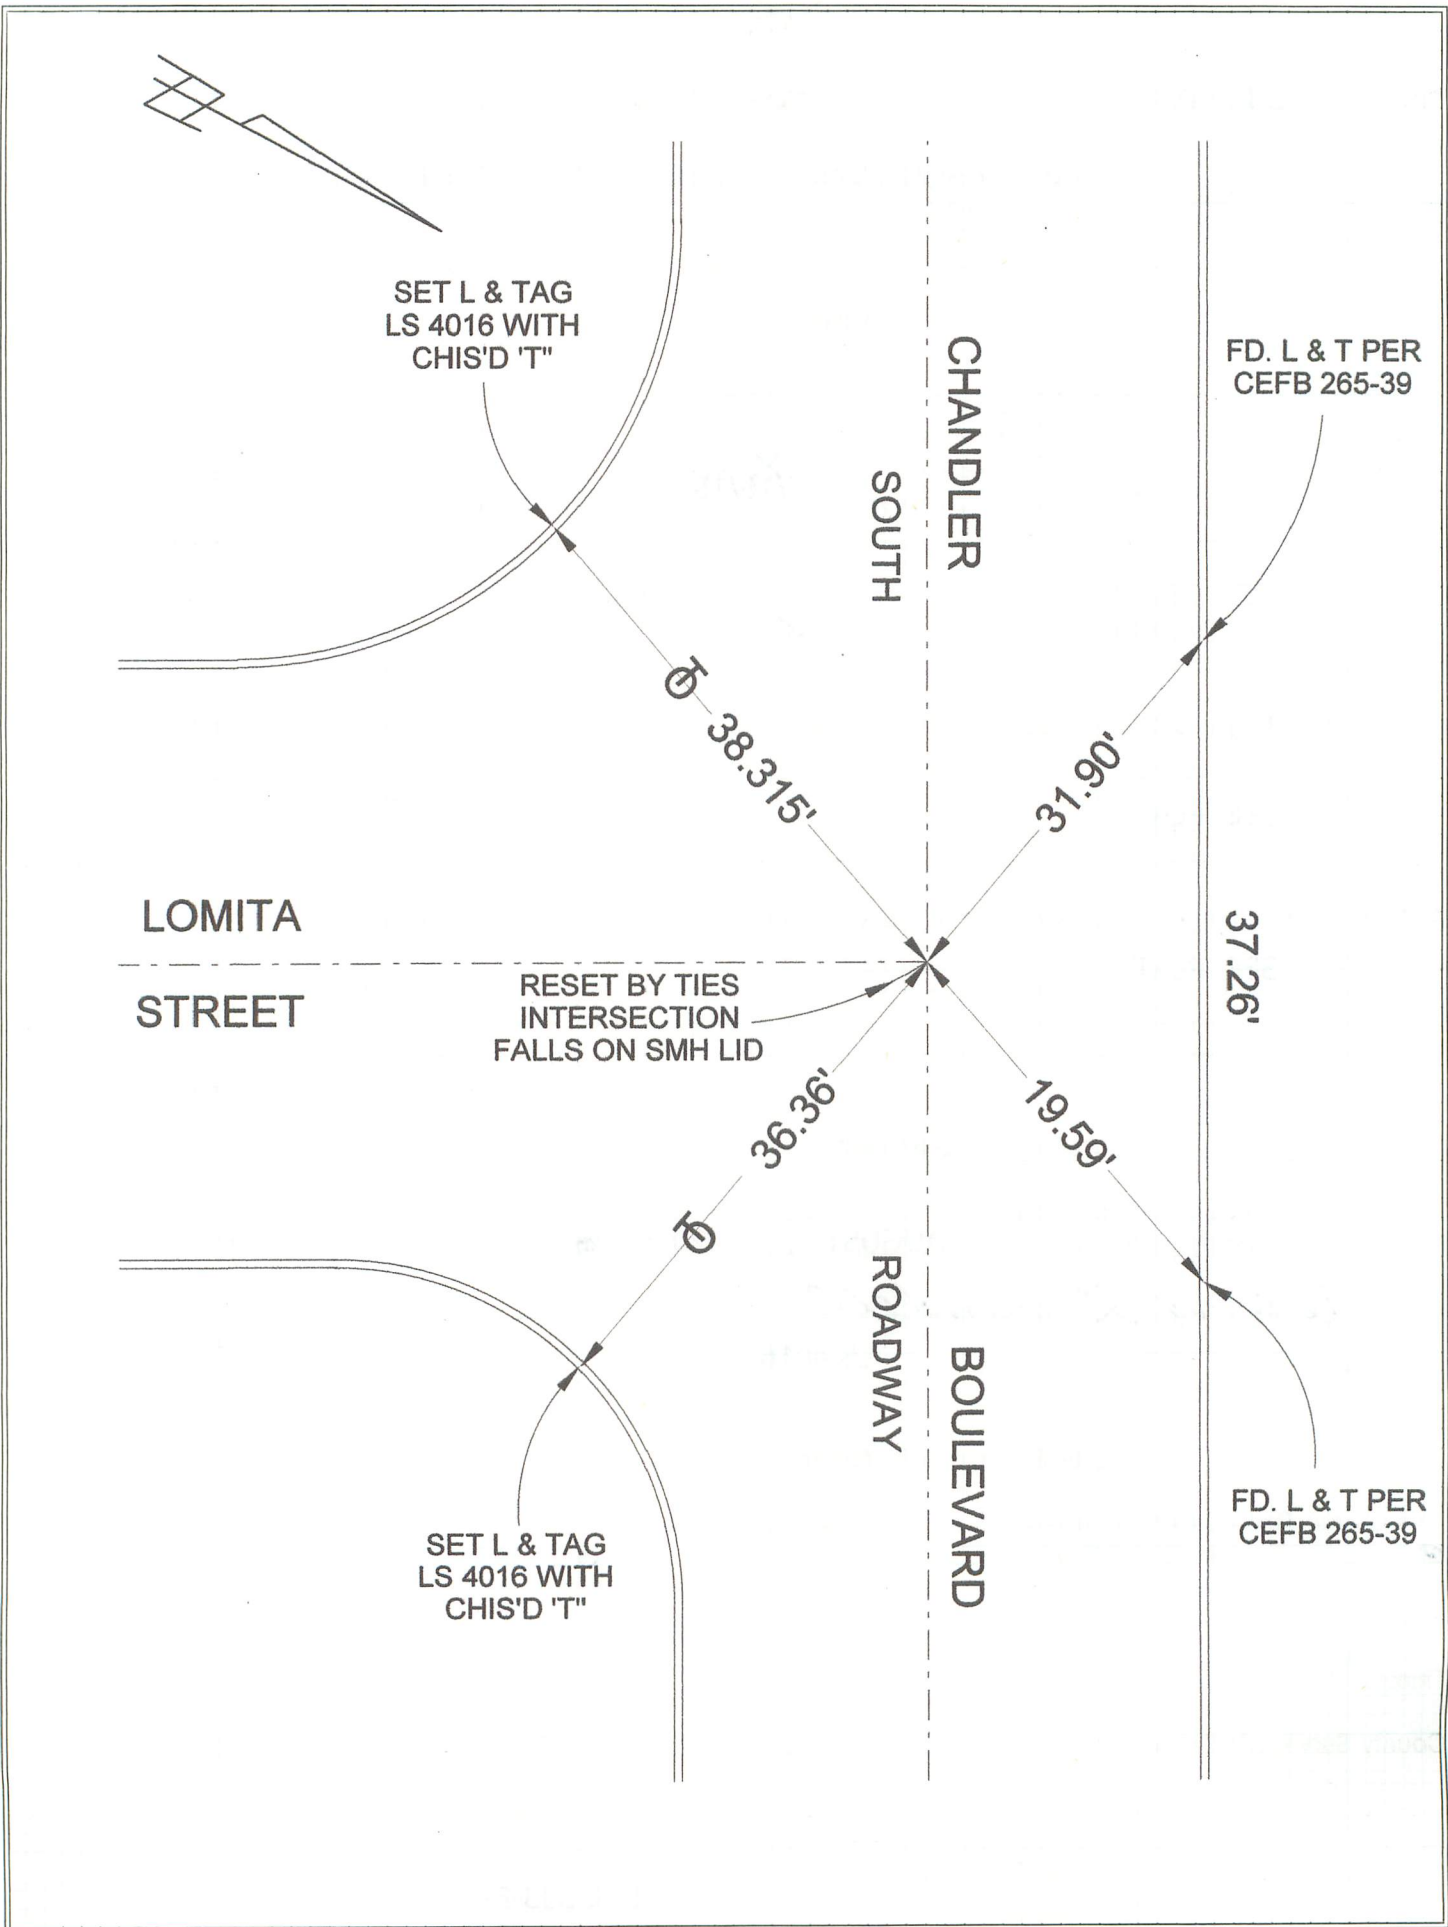 SET L & TAG
LS 4016 WITH
CHIS'D 'T"
CHANDLER
SOUTH
FD. L & T PER
CEFB 265-39
38.315'
31.90'
LOMITA
STREET
RESET BY TIES
INTERSECTION
FALLS ON SMH LID
37.26'
36.36'
19.59'
ROADWAY
BOULEVARD
SET L & TAG
LS 4016 WITH
CHIS'D 'T"
FD. L & T PER
CEFB 265-39